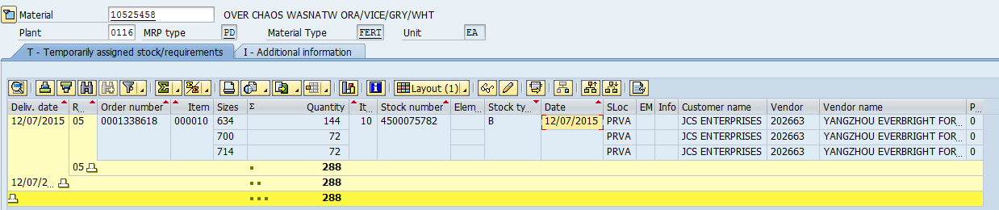 Material 10525458 OVER CHAOS WASNATW ORA/VICE/GRY/WHT
Plant 0116 MRP type PD Material Type FERT Unit EA
T - Temporarily assigned stock/requirements I - Additional information
Layout (1)
Deliv. date R... Order number Item Sizes Σ Quantity It... Stock number Elem... Stock ty... Date SLoc EM Info Customer name Vendor Vendor name P...
12/07/2015 05 0001338618 000010 634 144 10 4500075782 B 12/07/2015 PRVA JCS ENTERPRISES 202663 YANGZHOU EVERBRIGHT FOR... 0
700 72 PRVA JCS ENTERPRISES 202663 YANGZHOU EVERBRIGHT FOR... 0
714 72 PRVA JCS ENTERPRISES 202663 YANGZHOU EVERBRIGHT FOR... 0
05 288
12/07/2... 288
288